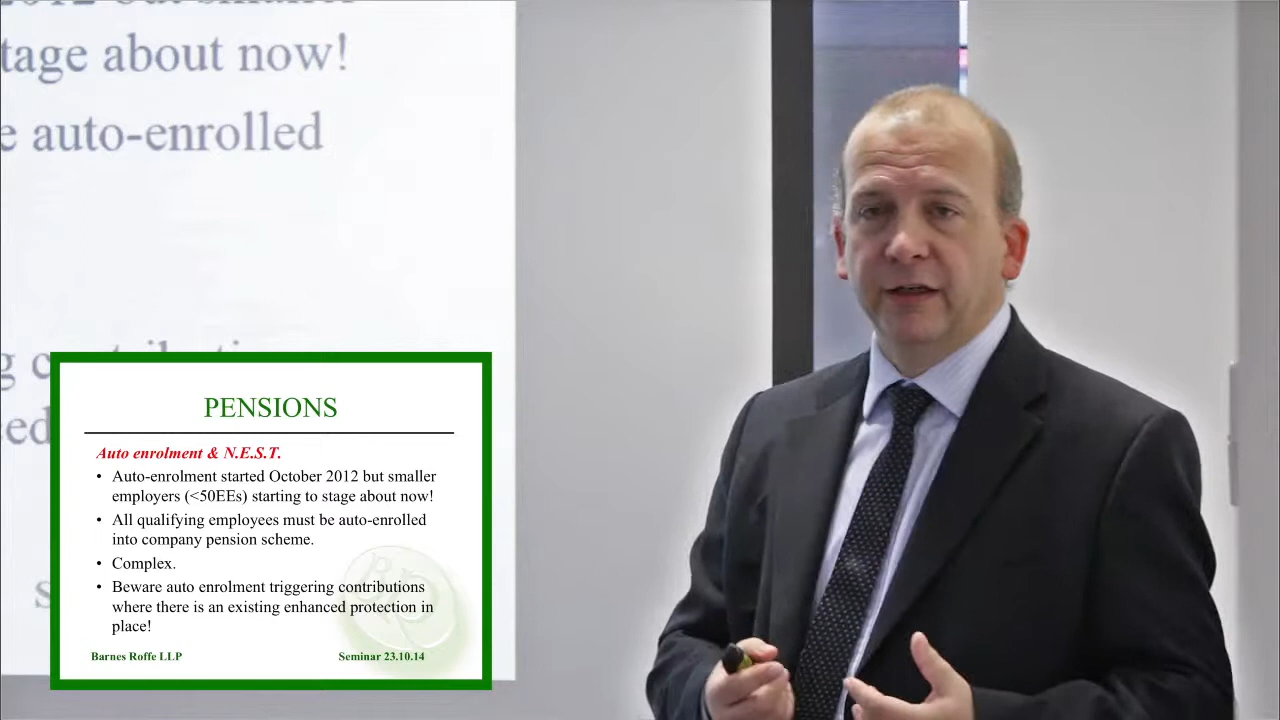 tage about now!
auto-enrolled
PENSIONS
Auto enrolment & N.E.S.T.
• Auto-enrolment started October 2012 but smaller
employers (<50EEs) starting to stage about now!
• All qualifying employees must be auto-enrolled
into company pension scheme.
• Complex.
• Beware auto enrolment triggering contributions
where there is an existing enhanced protection in
place!
Barnes Roffe LLP Seminar 23.10.14